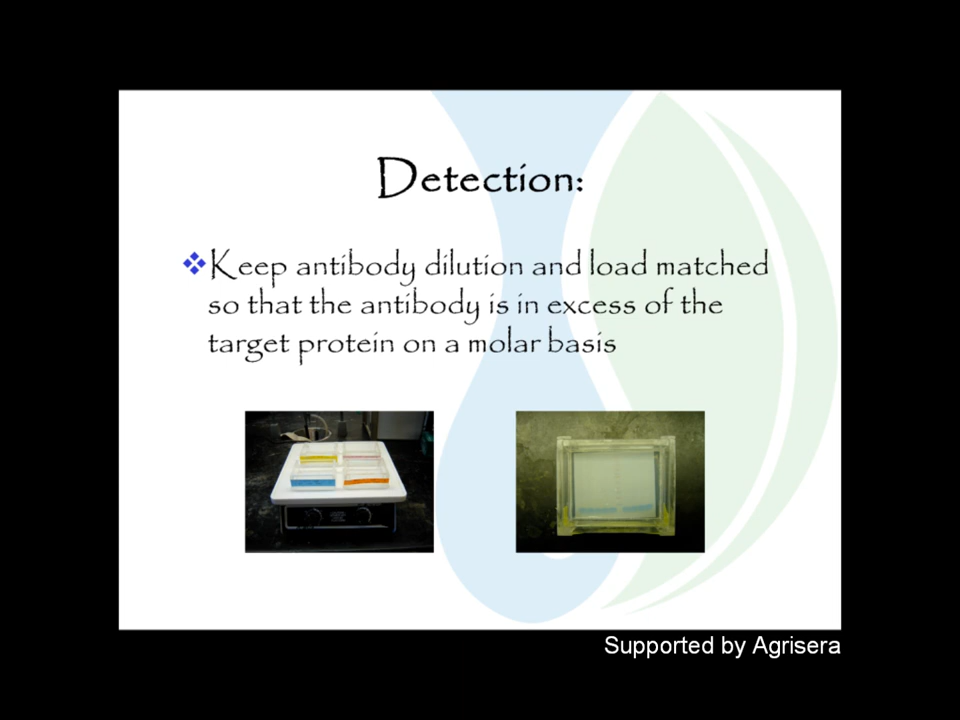 Detection:
Keep antibody dilution and load matched
so that the antibody is in excess of the
target protein on a molar basis
Supported by Agrisera